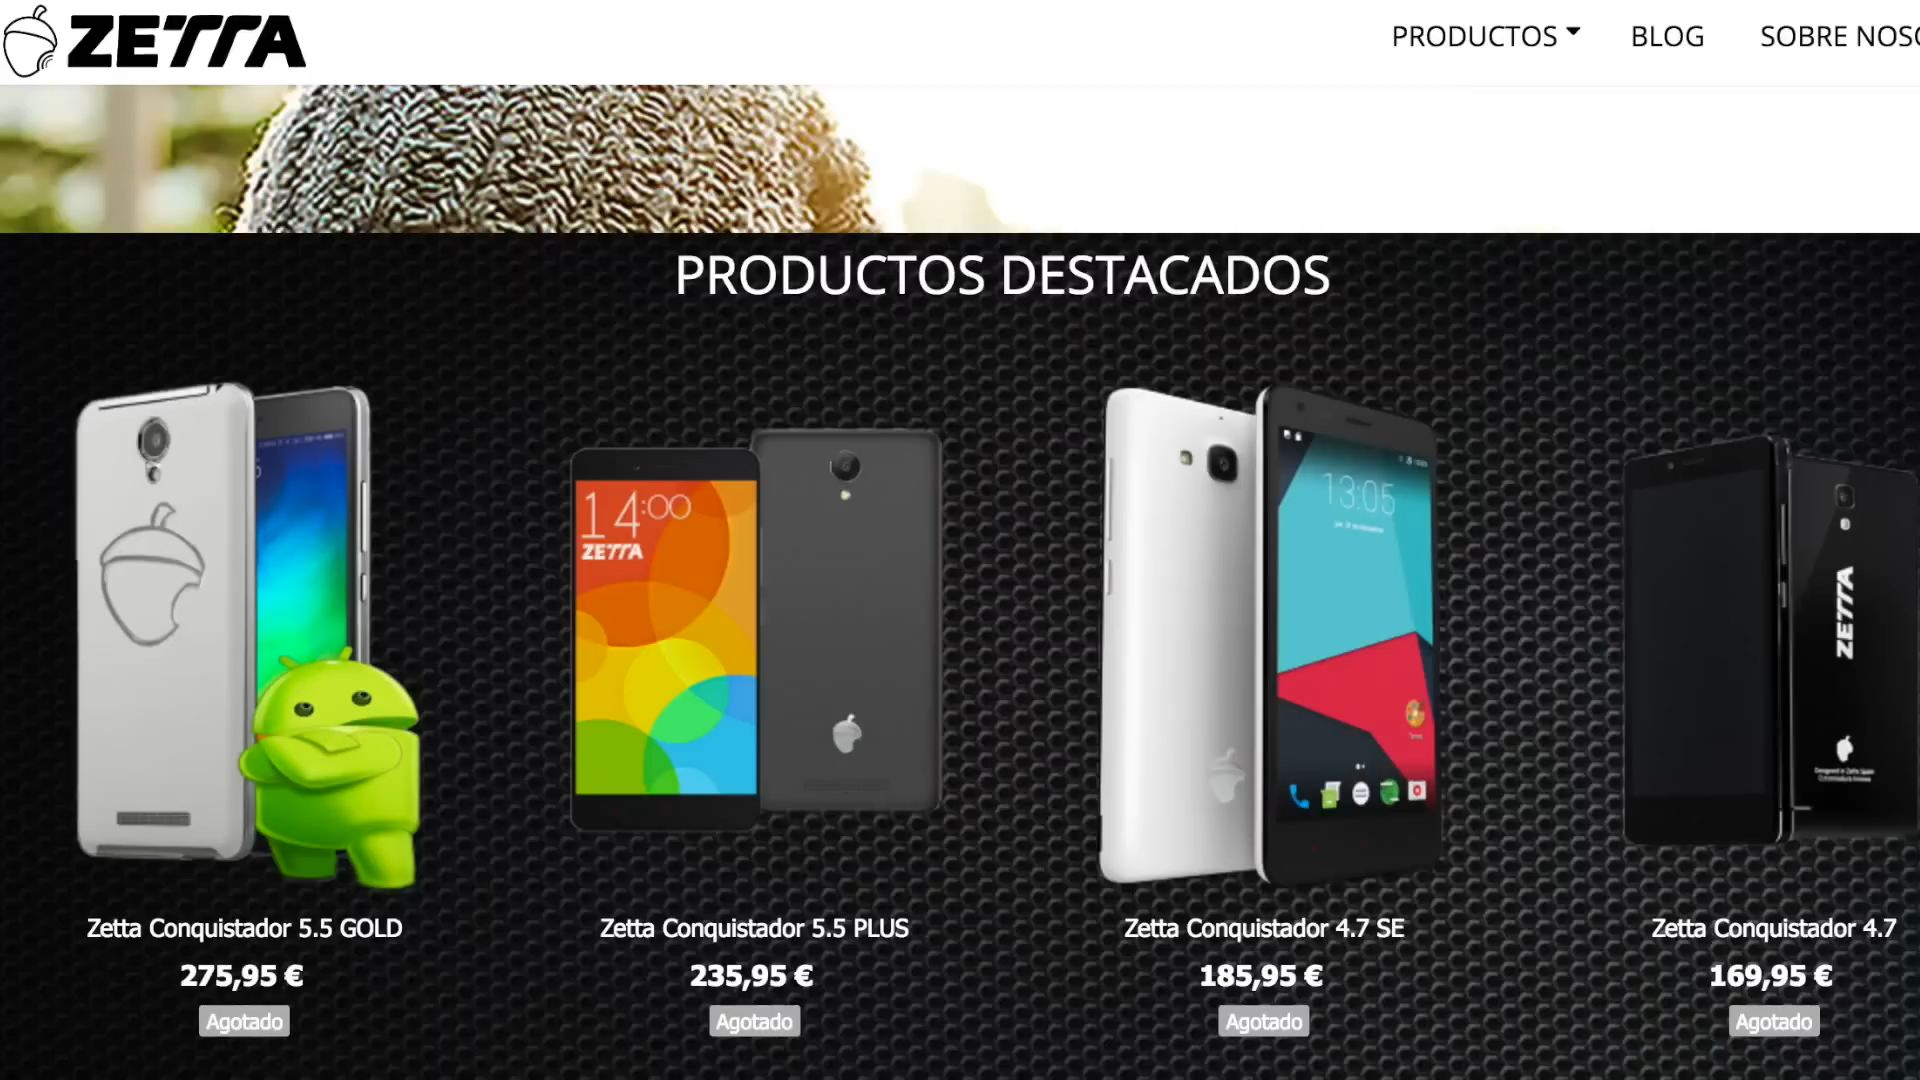 ZETTA
PRODUCTOS
BLOG
SOBRE NOSO
PRODUCTOS DESTACADOS
14:00
ZETTA
13:05
ZETTA
Zetta Conquistador 5.5 GOLD
275,95 €
Agotado
Zetta Conquistador 5.5 PLUS
235,95 €
Agotado
Zetta Conquistador 4.7 SE
185,95 €
Agotado
Zetta Conquistador 4.7
169,95 €
Agotado